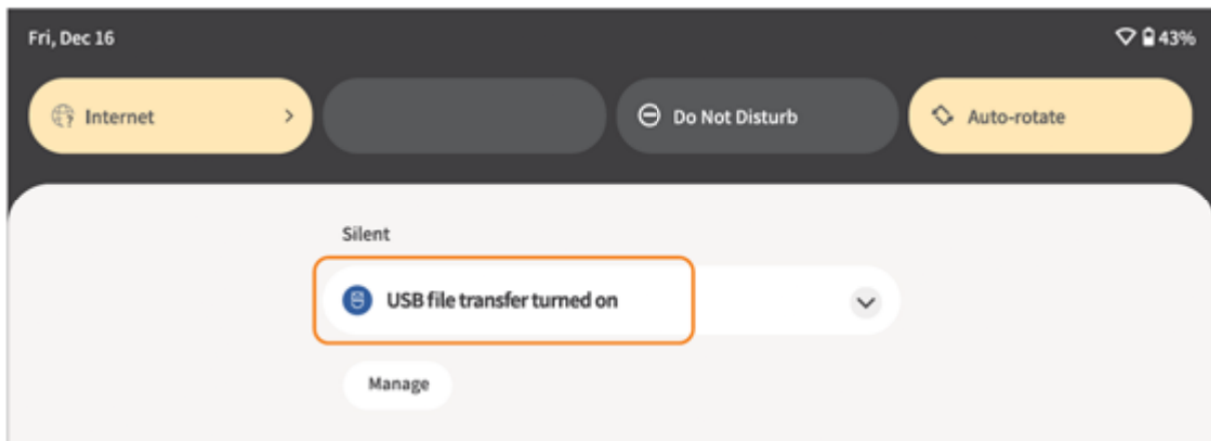 Fri, Dec 16
43%
Internet
Do Not Disturb
Auto-rotate
Silent
USB file transfer turned on
Manage